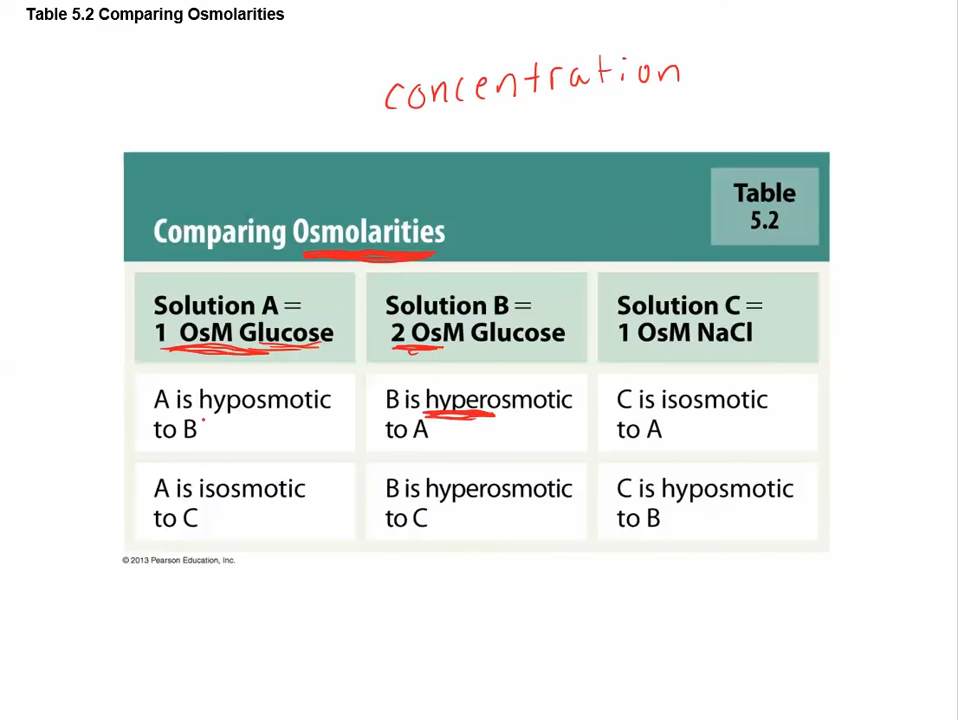 Table 5.2 Comparing Osmolarities
concentration
Table
5.2
Comparing Osmolarities
Solution A =
1 OsM Glucose
Solution B =
2 OsM Glucose
Solution C =
1 OsM NaCl
A is hyposmotic
to B
B is hyperosmotic
to A
C is isosmotic
to A
A is isosmotic
to C
B is hyperosmotic
to C
C is hyposmotic
to B
© 2013 Pearson Education, Inc.